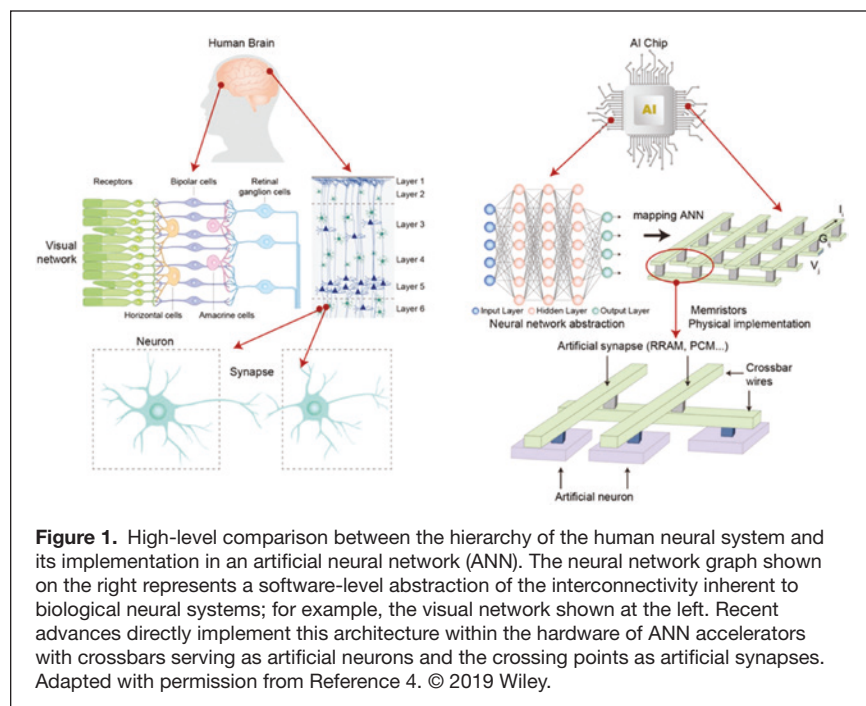 Human Brain
AI Chip
AI
Receptors
Bipolar cells
Retinal
ganglion cells
Visual
network
Horizontal cells
Amacrine cells
Layer 1
Layer 2
Layer 3
Layer 4
Layer 5
Layer 6
Neuron
Synapse
mapping ANN
Input Layer
Hidden Layer
Output Layer
Neural network abstraction
Memristors
Physical implementation
Artificial synapse (RRAM, PCM...)
Crossbar
wires
Artificial neuron
Figure 1. High-level comparison between the hierarchy of the human neural system and
its implementation in an artificial neural network (ANN). The neural network graph shown
on the right represents a software-level abstraction of the interconnectivity inherent to
biological neural systems; for example, the visual network shown at the left. Recent
advances directly implement this architecture within the hardware of ANN accelerators
with crossbars serving as artificial neurons and the crossing points as artificial synapses.
Adapted with permission from Reference 4. © 2019 Wiley.